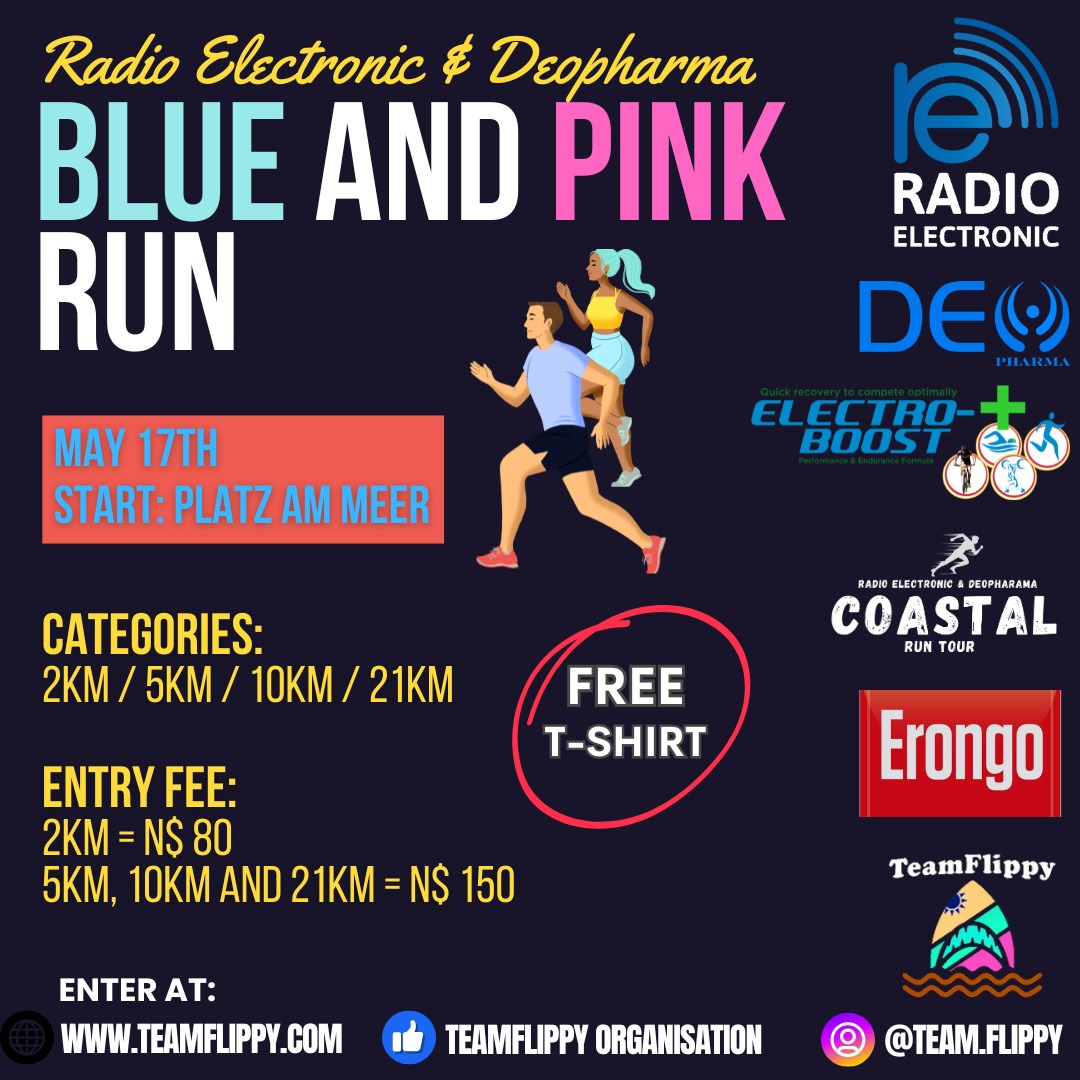 Radio Electronic & Deopharma
BLUE AND PINK
RUN
MAY 17TH
START: PLATZ AM MEER
CATEGORIES:
2KM / 5KM / 10KM / 21KM
FREE
T-SHIRT
ENTRY FEE:
2KM = N$ 80
5KM, 10KM AND 21KM = N$ 150
ENTER AT:
WWW.TEAMFLIPPY.COM
TEAMFLIPPY ORGANISATION
@TEAM.FLIPPY
re
RADIO
ELECTRONIC
DEO
PHARMA
Quick recovery to compete optimally
ELECTRO-
BOOST
Performance & Endurance Formula
RADIO ELECTRONIC & DEOPHARAMA
COASTAL
RUN TOUR
Erongo
TeamFlippy